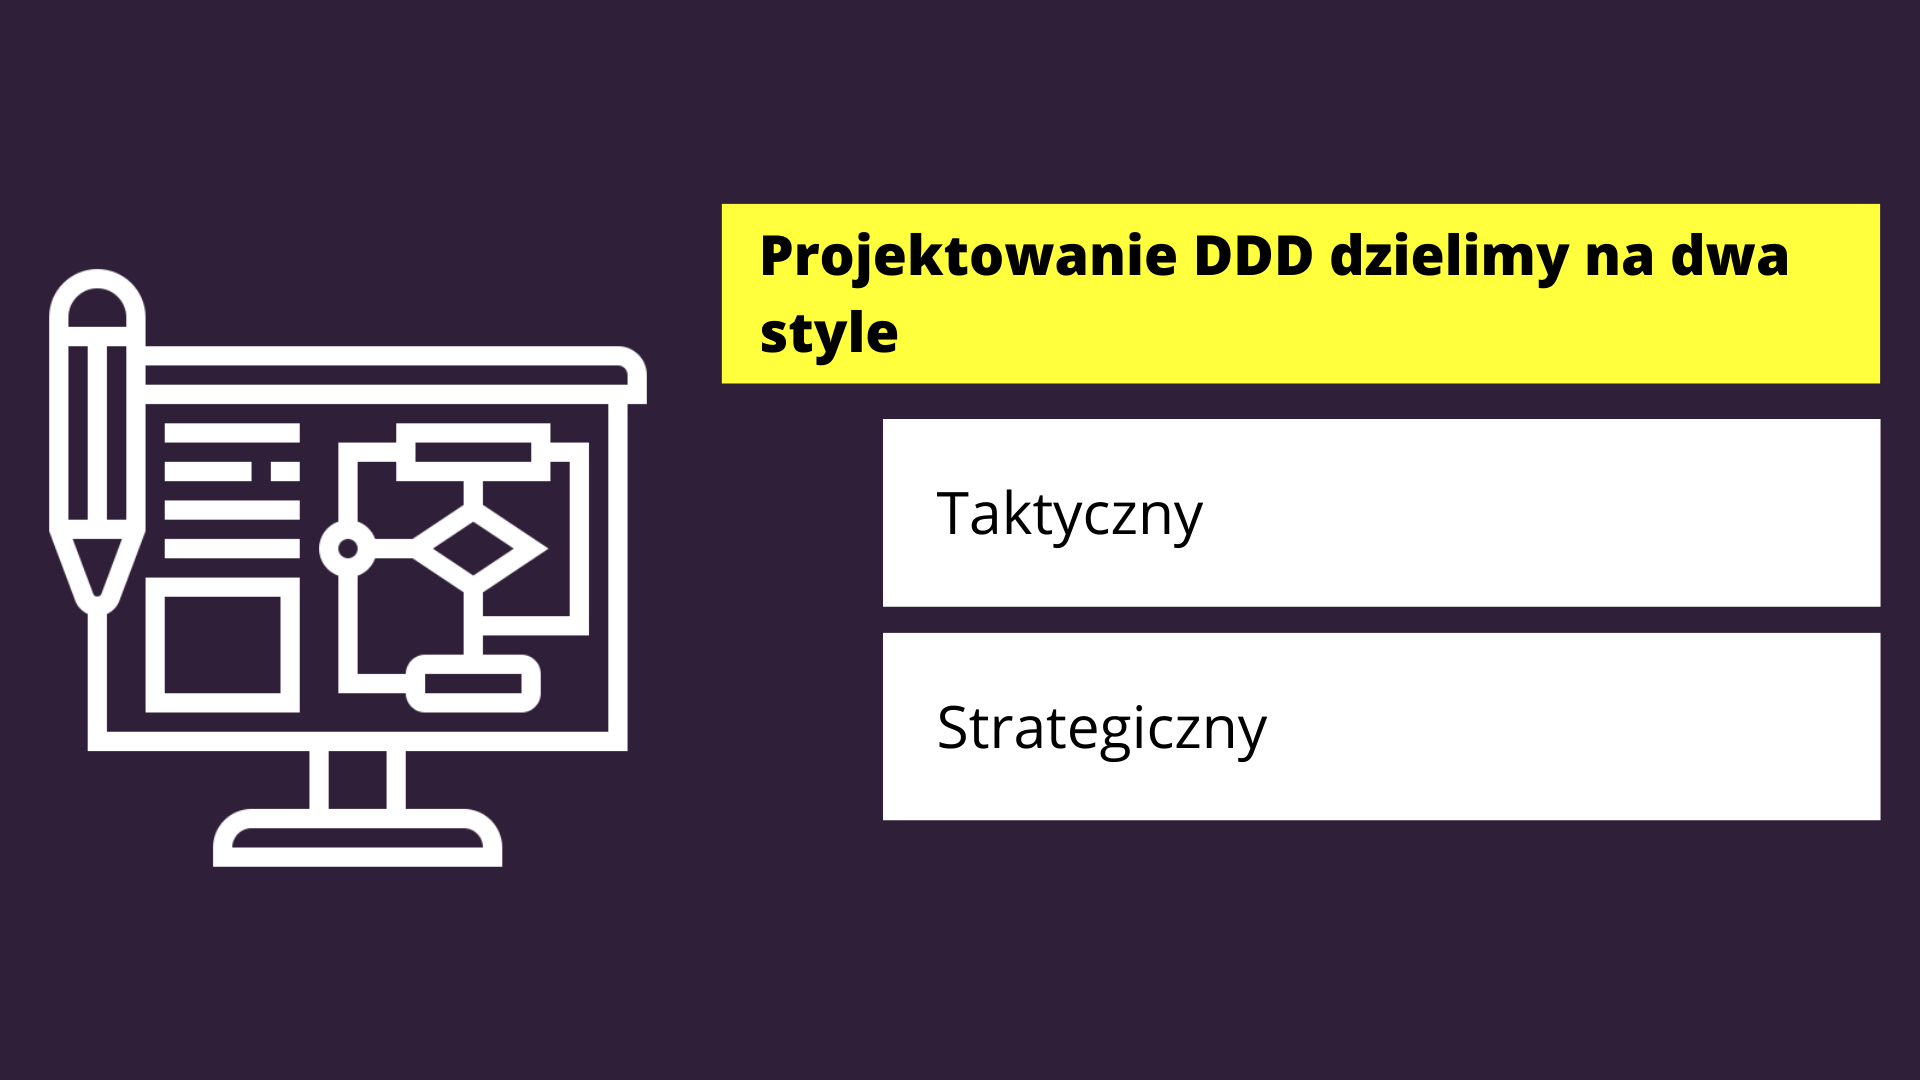 Projektowanie DDD dzielimy na dwa
style
Taktyczny
Strategiczny